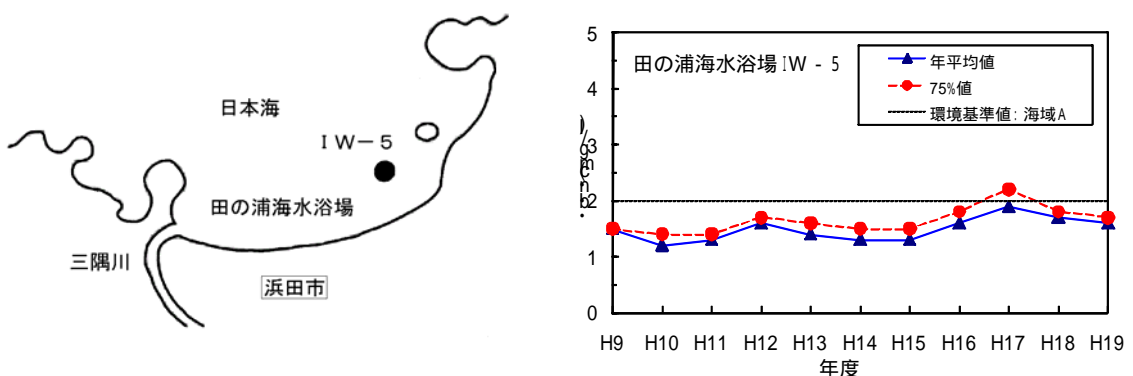 日本海
IW-5
田の浦海水浴場
三隅川
浜田市
田の浦海水浴場 IW - 5
年平均値
75%値
環境基準値: 海域A
5
4
3
2
1
0
H9 H10 H11 H12 H13 H14 H15 H16 H17 H18 H19
年度